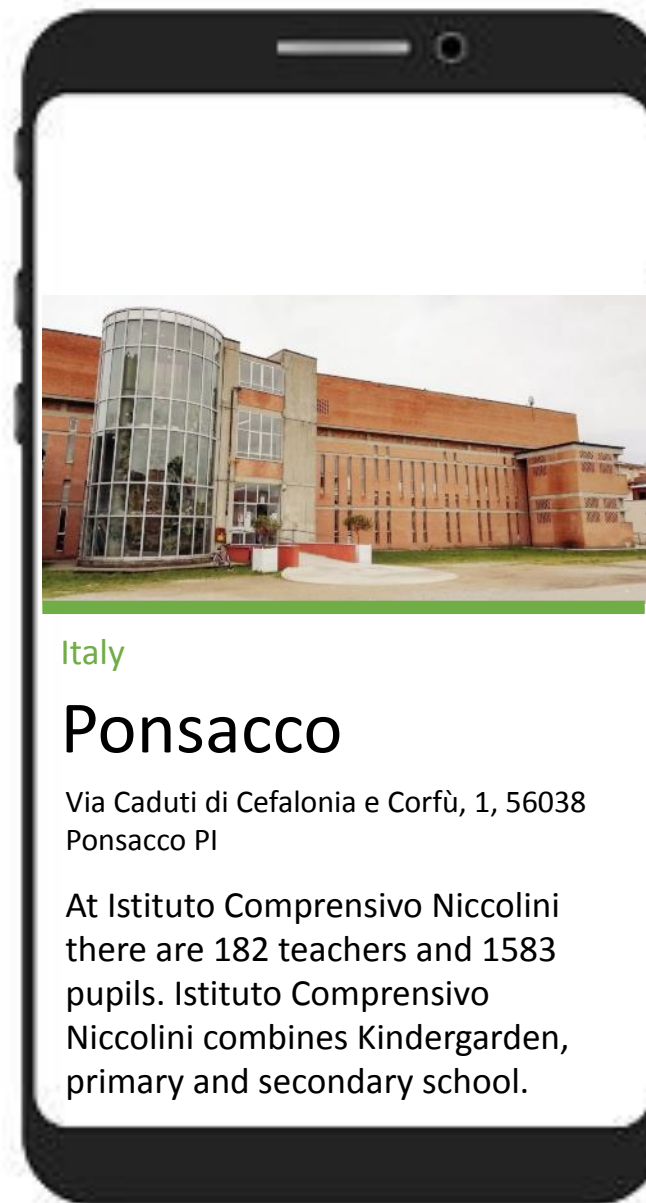 Italy
Ponsacco
Via Caduti di Cefalonia e Corfù, 1, 56038
Ponsacco PI
At Istituto Comprensivo Niccolini
there are 182 teachers and 1583
pupils. Istituto Comprensivo
Niccolini combines Kindergarden,
primary and secondary school.